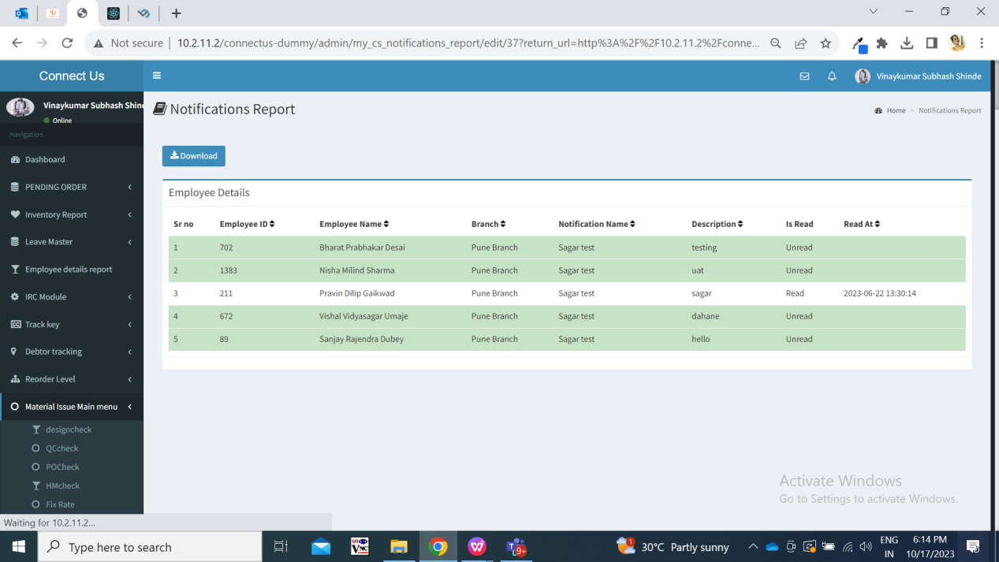 Not secure | 10.2.11.2/connectus-dummy/admin/my_cs_notifications_report/edit/37?return_url=http%3A%2F%2F10.2.11.2%2Fconne...
Connect Us
Vinaykumar Subhash Shinde
Vinaykumar Subhash Shind
Online
Navigation
Dashboard
PENDING ORDER
Inventory Report
Leave Master
Employee details report
IRC Module
Track key
Debtor tracking
Reorder Level
Material Issue Main menu
designcheck
QCcheck
POCheck
HMcheck
Fix Rate
Notifications Report
Home > Notifications Report
Download
Employee Details
Sr no Employee ID Employee Name Branch Notification Name Description Is Read Read At
1 702 Bharat Prabhakar Desai Pune Branch Sagar test testing Unread
2 1383 Nisha Milind Sharma Pune Branch Sagar test uat Unread
3 211 Pravin Dilip Gaikwad Pune Branch Sagar test sagar Read 2023-06-22 13:30:14
4 672 Vishal Vidyasagar Umaje Pune Branch Sagar test dahane Unread
5 89 Sanjay Rajendra Dubey Pune Branch Sagar test hello Unread
Activate Windows
Go to Settings to activate Windows.
Waiting for 10.2.11.2...
Type here to search
VNC
9+
1
30°C Partly sunny
ENG
IN
6:14 PM
10/17/2023